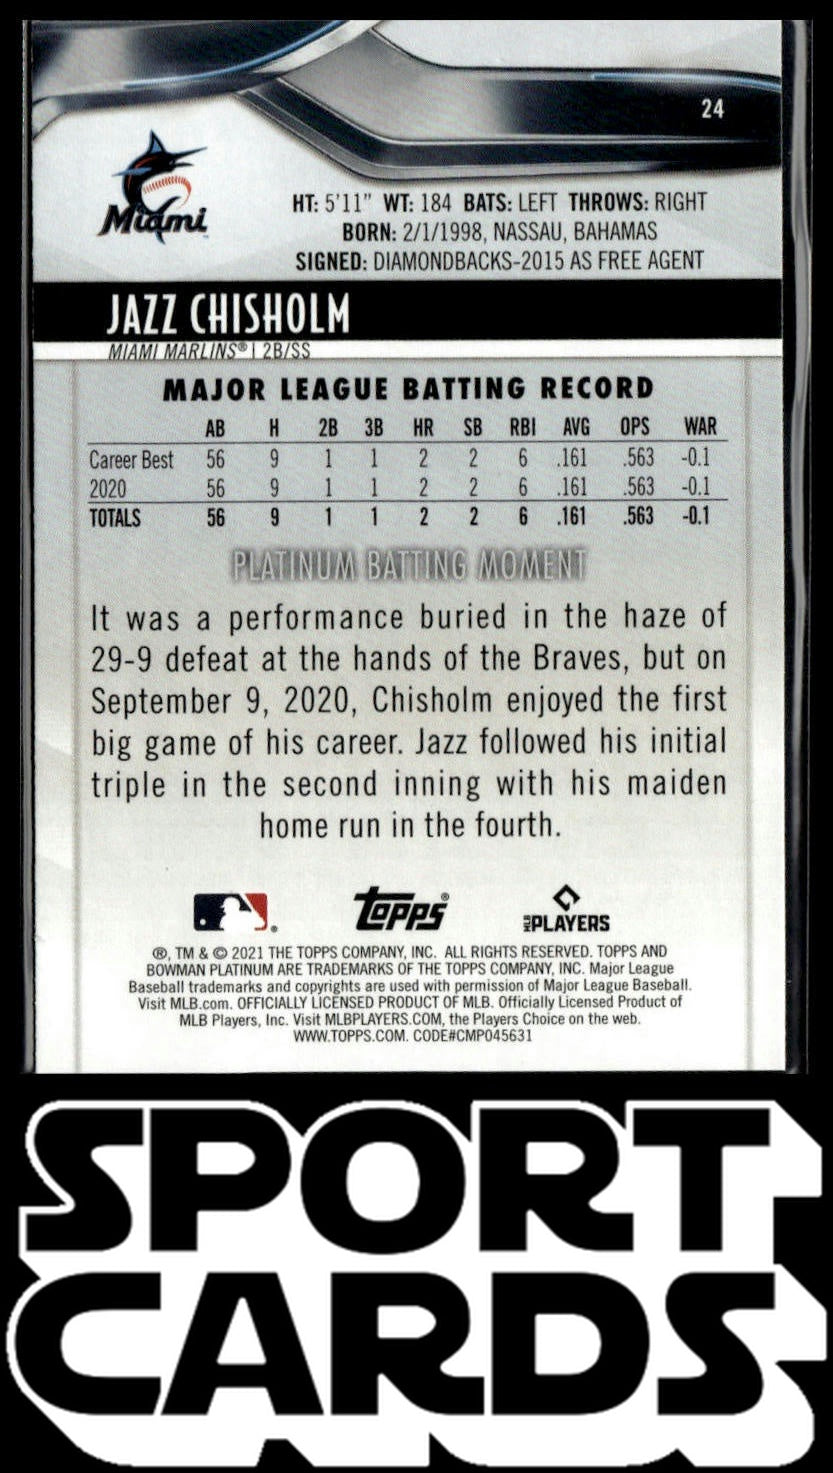 24
Miami
HT: 5'11" WT: 184 BATS: LEFT THROWS: RIGHT
BORN: 2/1/1998, NASSAU, BAHAMAS
SIGNED: DIAMONDBACKS-2015 AS FREE AGENT
JAZZ CHISHOLM
MIAMI MARLINS® | 2B/SS
MAJOR LEAGUE BATTING RECORD
AB H 2B 3B HR SB RBI AVG OPS WAR
Career Best 56 9 1 1 2 2 6 .161 .563 -0.1
2020 56 9 1 1 2 2 6 .161 .563 -0.1
TOTALS 56 9 1 1 2 2 6 .161 .563 -0.1
PLATINUM BATTING MOMENT
It was a performance buried in the haze of
29-9 defeat at the hands of the Braves, but on
September 9, 2020, Chisholm enjoyed the first
big game of his career. Jazz followed his initial
triple in the second inning with his maiden
home run in the fourth.
® topps® MLB PLAYERS
®, TM & © 2021 THE TOPPS COMPANY, INC. ALL RIGHTS RESERVED. TOPPS AND
BOWMAN PLATINUM ARE TRADEMARKS OF THE TOPPS COMPANY, INC. Major League
Baseball trademarks and copyrights are used with permission of Major League Baseball.
Visit MLB.com. OFFICIALLY LICENSED PRODUCT OF MLB. Officially Licensed Product of
MLB Players, Inc. Visit MLBPLAYERS.COM, the Players Choice on the web.
WWW.TOPPS.COM. CODE#CMP045631
SPORT
CARDS